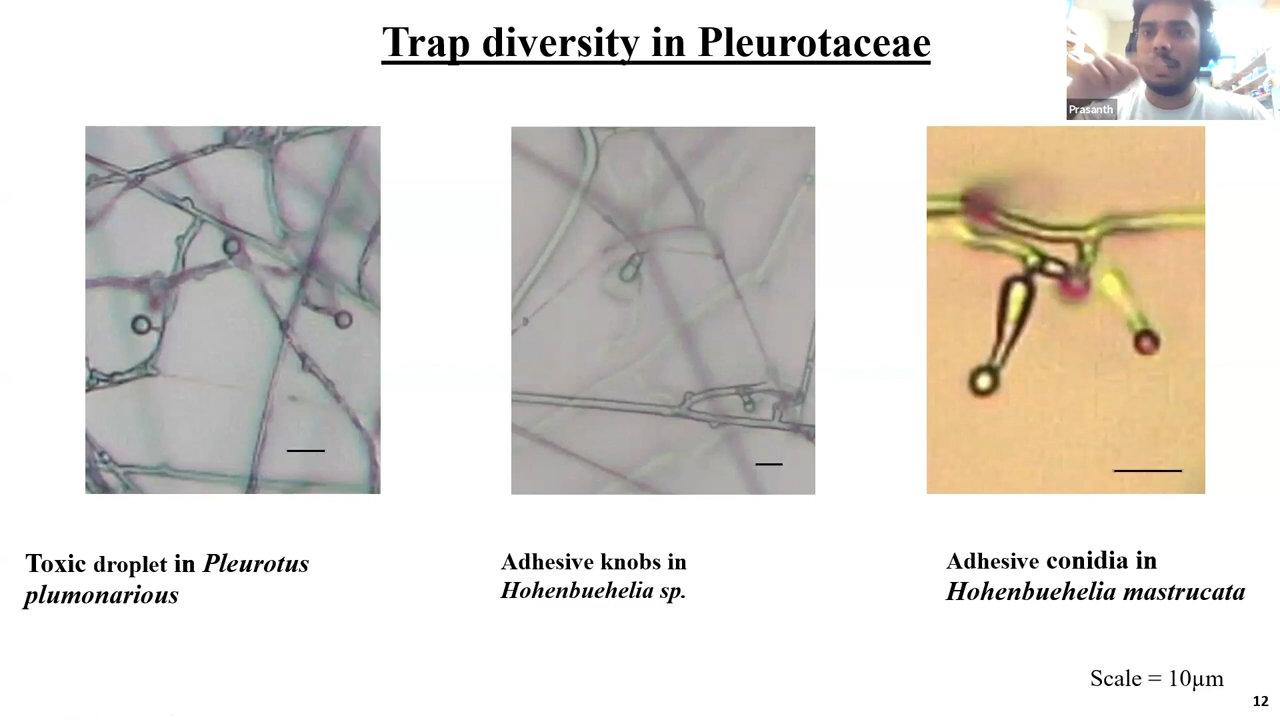 Trap diversity in Pleurotaceae
Prasanth
Toxic droplet in Pleurotus
plumonarious
Adhesive knobs in
Hohenbuehelia sp.
Adhesive conidia in
Hohenbuehelia mastrucata
Scale = 10µm
12